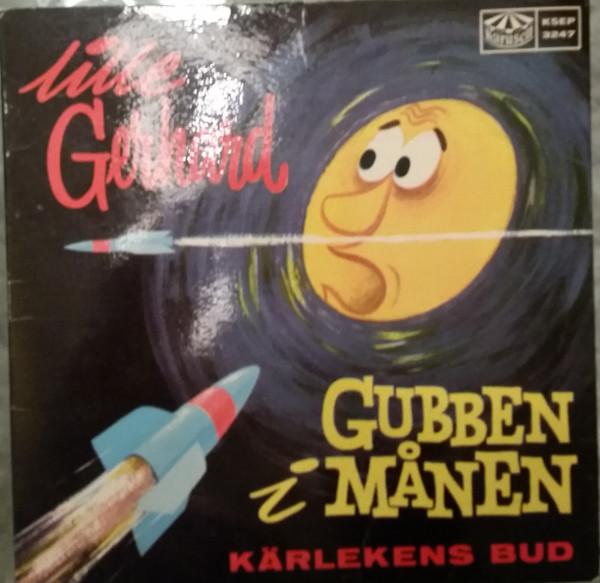 lille
Gerhard
Karusell
KSEP
3247
GUBBEN
i MÅNEN
KÄRLEKENS BUD